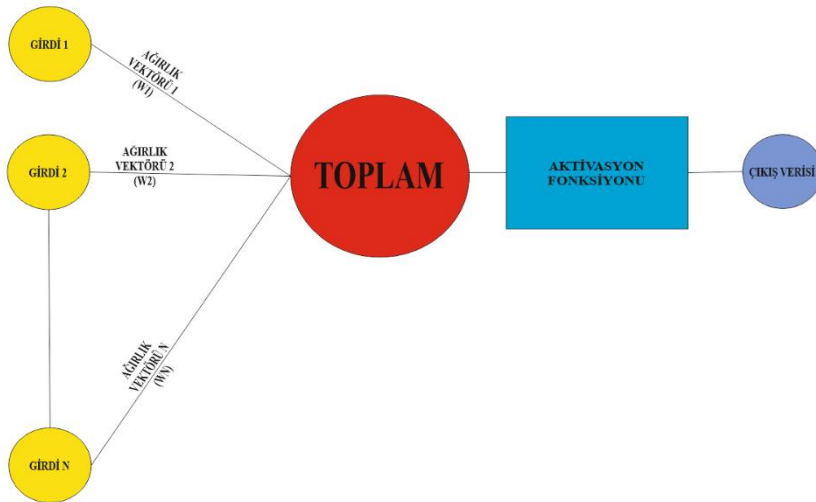 GİRDİ 1
AĞIRLIK
VEKTÖRÜ 1
(W1)
GİRDİ 2
AĞIRLIK
VEKTÖRÜ 2
(W2)
TOPLAM
AKTİVASYON
FONKSİYONU
ÇIKIŞ VERİSİ
AĞIRLIK
VEKTÖRÜ N
(WN)
GİRDİ N